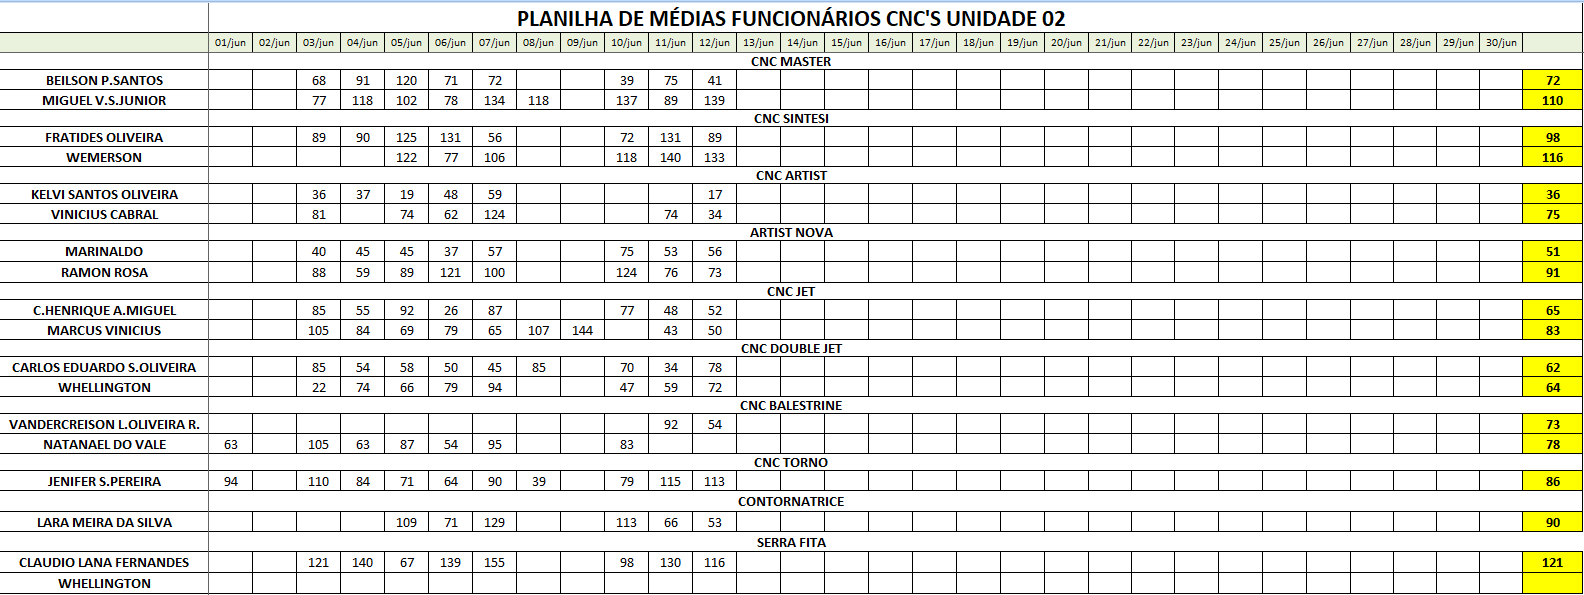 PLANILHA DE MÉDIAS FUNCIONÁRIOS CNC'S UNIDADE 02
01/jun 02/jun 03/jun 04/jun 05/jun 06/jun 07/jun 08/jun 09/jun 10/jun 11/jun 12/jun 13/jun 14/jun 15/jun 16/jun 17/jun 18/jun 19/jun 20/jun 21/jun 22/jun 23/jun 24/jun 25/jun 26/jun 27/jun 28/jun 29/jun 30/jun
CNC MASTER
BEILSON P.SANTOS 68 91 120 71 72 39 75 41 72
MIGUEL V.S.JUNIOR 77 118 102 78 134 118 137 89 139 110
CNC SINTESI
FRATIDES OLIVEIRA 89 90 125 131 56 72 131 89 98
WEMERSON 122 77 106 118 140 133 116
CNC ARTIST
KELVI SANTOS OLIVEIRA 36 37 19 48 59 17 36
VINICIUS CABRAL 81 74 62 124 74 34 75
ARTIST NOVA
MARINALDO 40 45 45 37 57 75 53 56 51
RAMON ROSA 88 59 89 121 100 124 76 73 91
CNC JET
C.HENRIQUE A.MIGUEL 85 55 92 26 87 77 48 52 65
MARCUS VINICIUS 105 84 69 79 65 107 144 43 50 83
CNC DOUBLE JET
CARLOS EDUARDO S.OLIVEIRA 85 54 58 50 45 85 70 34 78 62
WHELLINGTON 22 74 66 79 94 47 59 72 64
CNC BALESTRINE
VANDERCREISON L.OLIVEIRA R. 92 54 73
NATANAEL DO VALE 63 105 63 87 54 95 83 78
CNC TORNO
JENIFER S.PEREIRA 94 110 84 71 64 90 39 79 115 113 86
CONTORNATRICE
LARA MEIRA DA SILVA 109 71 129 113 66 53 90
SERRA FITA
CLAUDIO LANA FERNANDES 121 140 67 139 155 98 130 116 121
WHELLINGTON